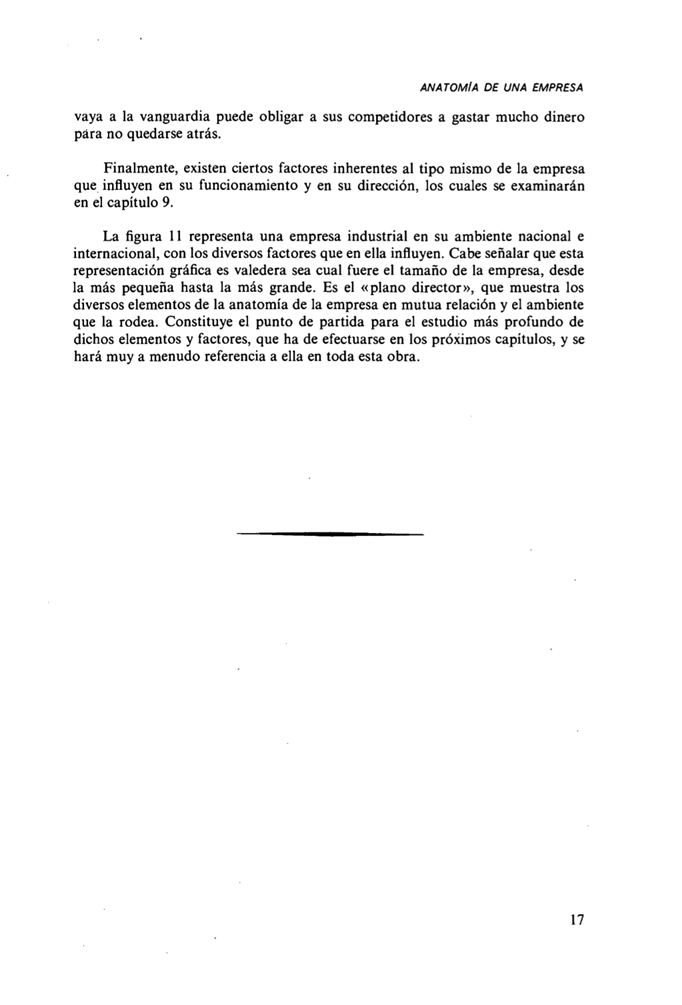 ANATOMÍA DE UNA EMPRESA
vaya a la vanguardia puede obligar a sus competidores a gastar mucho dinero
para no quedarse atrás.
Finalmente, existen ciertos factores inherentes al tipo mismo de la empresa
que influyen en su funcionamiento y en su dirección, los cuales se examinarán
en el capítulo 9.
La figura 11 representa una empresa industrial en su ambiente nacional e
internacional, con los diversos factores que en ella influyen. Cabe señalar que esta
representación gráfica es valedera sea cual fuere el tamaño de la empresa, desde
la más pequeña hasta la más grande. Es el «plano director», que muestra los
diversos elementos de la anatomía de la empresa en mutua relación y el ambiente
que la rodea. Constituye el punto de partida para el estudio más profundo de
dichos elementos y factores, que ha de efectuarse en los próximos capítulos, y se
hará muy a menudo referencia a ella en toda esta obra.
17